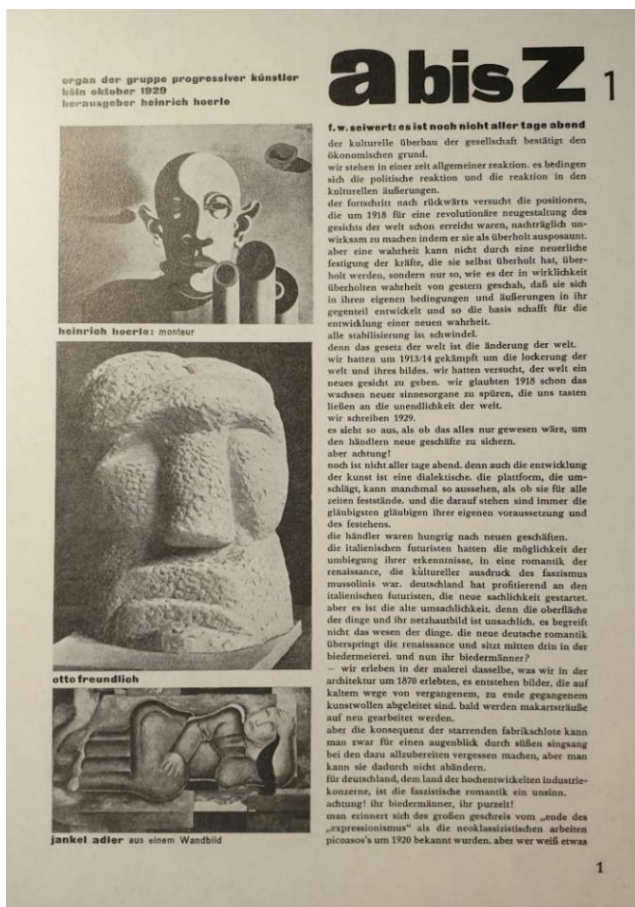 organ der gruppe progressiver künstler
köln oktober 1929
herausgeber heinrich hoerle
a bis z 1
heinrich hoerle: monteur
otto freundlich
jankel adler aus einem Wandbild
f. w. seiwert: es ist noch nicht aller tage abend
der kulturelle überbau der gesellschaft bestätigt den
ökonomischen grund.
wir stehen in einer zeit allgemeiner reaktion. es bedingen
sich die politische reaktion und die reaktion in den
kulturellen äußerungen.
der fortschritt nach rückwärts versucht die positionen,
die um 1918 für eine revolutionäre neugestaltung des
gesichts der welt schon erreicht waren, nachträglich un-
wirksam zu machen indem er sie als überholt ausposaunt.
aber eine wahrheit kann nicht durch eine neuerliche
festigung der kräfte, die sie selbst überholt hat, über-
holt werden, sondern nur so, wie es der in wirklichkeit
überholten wahrheit von gestern geschah, daß sie sich
in ihren eigenen bedingungen und äußerungen in ihr
gegenteil entwickelt und so die basis schafft für die
entwicklung einer neuen wahrheit.
alle stabilisierung ist schwindel.
denn das gesetz der welt ist die änderung der welt.
wir hatten um 1913/14 gekämpft um die lockerung der
welt und ihres bildes. wir hatten versucht, der welt ein
neues gesicht zu geben. wir glaubten 1918 schon das
wachsen neuer sinnesorgane zu spüren, die uns tasten
ließen an die unendlichkeit der welt.
wir schreiben 1929.
es sieht so aus, als ob das alles nur gewesen wäre, um
den händlern neue geschäfte zu sichern.
aber achtung!
noch ist nicht aller tage abend. denn auch die entwicklung
der kunst ist eine dialektische. die plattform, die um-
schlägt, kann manchmal so aussehen, als ob sie für alle
zeiten feststände. und die darauf stehen sind immer die
gläubigsten gläubigen ihrer eigenen voraussetzung und
des festehens.
die händler waren hungrig nach neuen geschäften.
die italienischen futuristen hatten die möglichkeit der
umbiegung ihrer erkenntnisse, in eine romantik der
renaissance, die kültureller ausdruck des faszismus
mussolinis war. deutschland hat profitierend an den
italienischen futuristen, die neue sachlichkeit gestartet.
aber es ist die alte umsachlichkeit. denn die oberfläche
der dinge und ihr netzhautbild ist unsachlich. es begreift
nicht das wesen der dinge. die neue deutsche romantik
überspringt die renaissance und sitzt mitten drin in der
biedermeierei. und nun ihr biedermänner?
— wir erleben in der malerei dasselbe, was wir in der
architektur um 1870 erlebten, es entstehen bilder, die auf
kaltem wege von vergangenem, zu ende gegangenem
kunstwollen abgeleitet sind. bald werden makartsträuße
auf neu gearbeitet werden.
aber die konsequenz der starrenden fabrikschlote kann
man zwar für einen augenblick durch süßen singsang
bei den dazu allzubereiten vergessen machen, aber man
kann sie dadurch nicht abändern.
für deutschland, dem land der hochentwickelten industrie-
konzerne, ist die faszistische romantik ein unsinn.
achtung! ihr biedermänner, ihr purzelt!
man erinnert sich des großen geschreis vom „ende des
„expressionismus" als die neoklassizistischen arbeiten
picoasos's um 1920 bekannt wurden. aber wer weiß etwas
1